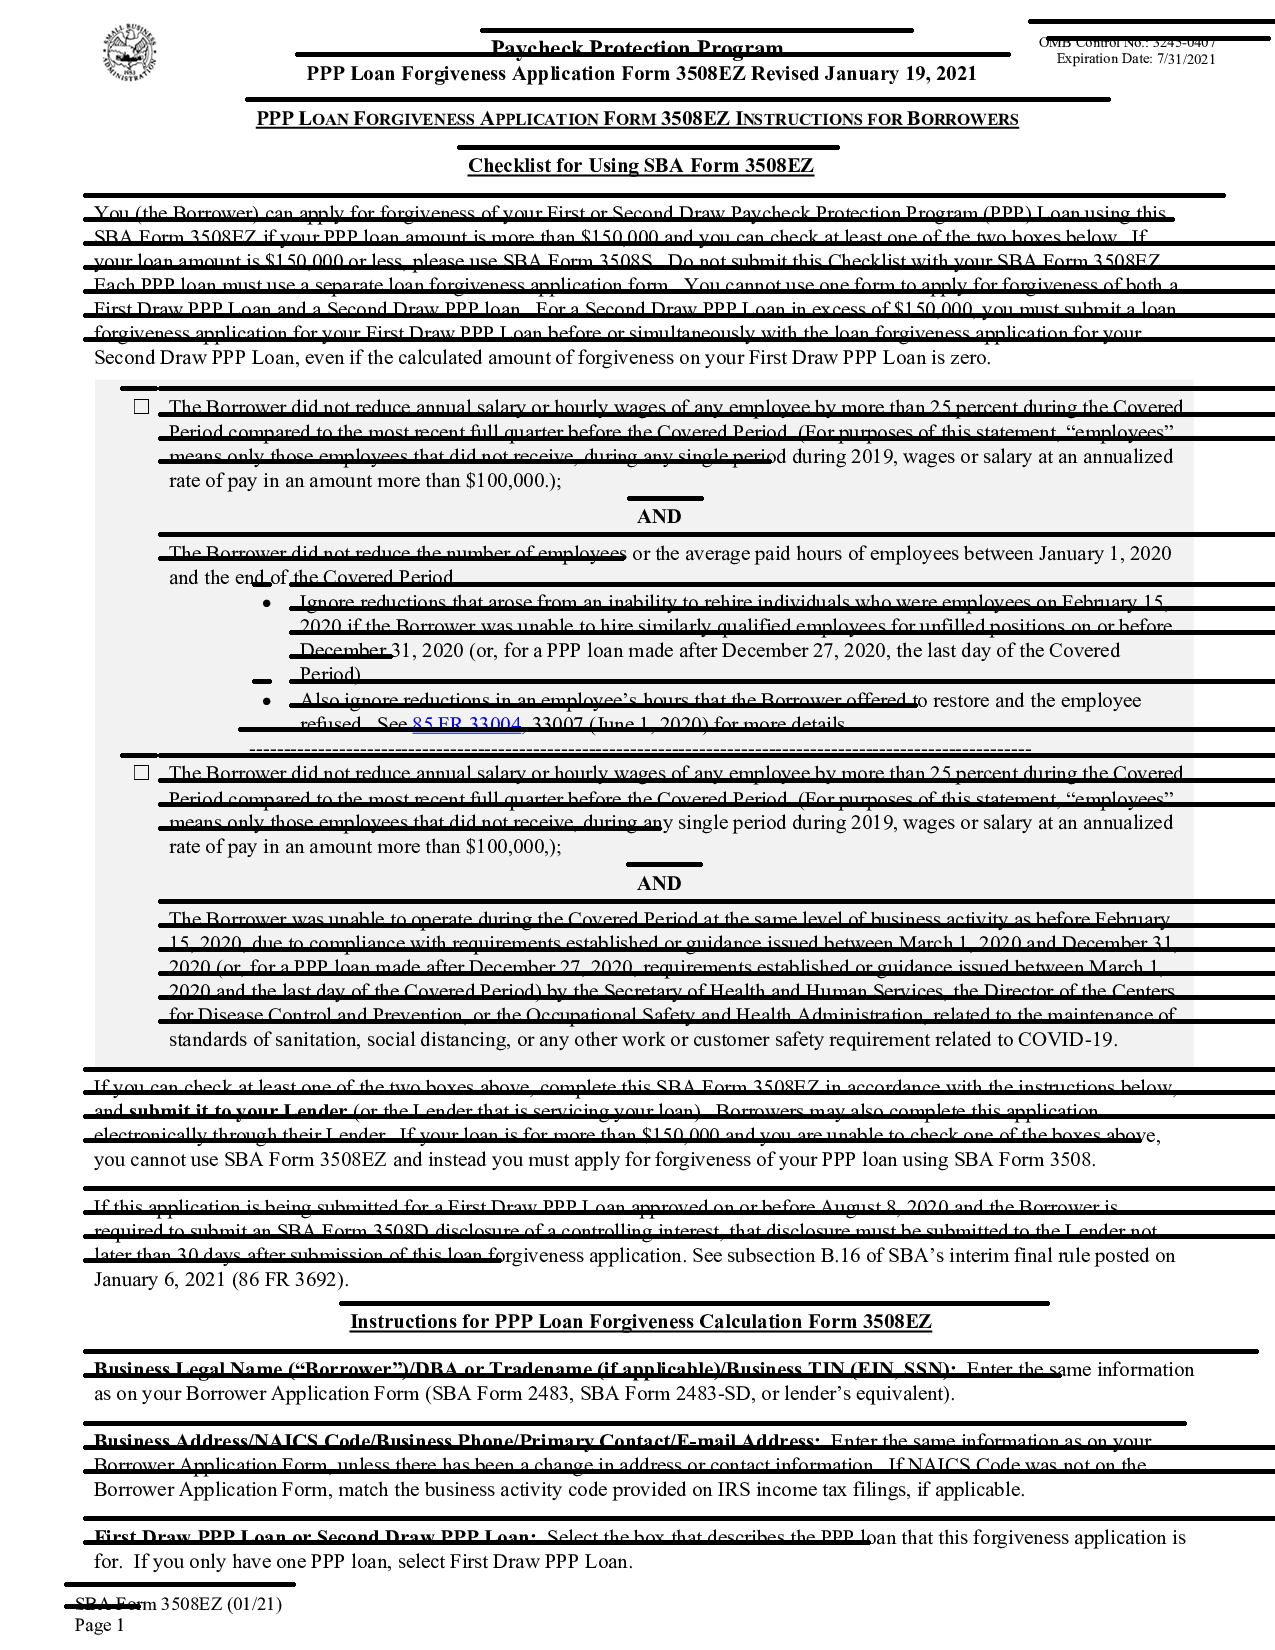 SMALL BUSINESS
ADMINISTRATION
1953
Paycheck Protection Program
OMB Control No.: 3245-0407
PPP Loan Forgiveness Application Form 3508EZ Revised January 19, 2021
Expiration Date: 7/31/2021
PPP LOAN FORGIVENESS APPLICATION FORM 3508EZ INSTRUCTIONS FOR BORROWERS
Checklist for Using SBA Form 3508EZ
You (the Borrower) can apply for forgiveness of your First or Second Draw Paycheck Protection Program (PPP) Loan using this
SBA Form 3508EZ if your PPP loan amount is more than $150,000 and you can check at least one of the two boxes below. If
your loan amount is $150,000 or less, please use SBA Form 3508S. Do not submit this Checklist with your SBA Form 3508EZ.
Each PPP loan must use a separate loan forgiveness application form. You cannot use one form to apply for forgiveness of both a
First Draw PPP Loan and a Second Draw PPP loan. For a Second Draw PPP Loan in excess of $150,000, you must submit a loan
forgiveness application for your First Draw PPP Loan before or simultaneously with the loan forgiveness application for your
Second Draw PPP Loan, even if the calculated amount of forgiveness on your First Draw PPP Loan is zero.
☐ The Borrower did not reduce annual salary or hourly wages of any employee by more than 25 percent during the Covered
Period compared to the most recent full quarter before the Covered Period. (For purposes of this statement, “employees”
means only those employees that did not receive, during any single period during 2019, wages or salary at an annualized
rate of pay in an amount more than $100,000.);
AND
The Borrower did not reduce the number of employees or the average paid hours of employees between January 1, 2020
and the end of the Covered Period.
• Ignore reductions that arose from an inability to rehire individuals who were employees on February 15,
2020 if the Borrower was unable to hire similarly qualified employees for unfilled positions on or before
December 31, 2020 (or, for a PPP loan made after December 27, 2020, the last day of the Covered
Period).
• Also ignore reductions in an employee’s hours that the Borrower offered to restore and the employee
refused. See 85 FR 33004, 33007 (June 1, 2020) for more details.
------------------------------------------------------------------------------------------------------------------
☐ The Borrower did not reduce annual salary or hourly wages of any employee by more than 25 percent during the Covered
Period compared to the most recent full quarter before the Covered Period. (For purposes of this statement, “employees”
means only those employees that did not receive, during any single period during 2019, wages or salary at an annualized
rate of pay in an amount more than $100,000,);
AND
The Borrower was unable to operate during the Covered Period at the same level of business activity as before February
15, 2020, due to compliance with requirements established or guidance issued between March 1, 2020 and December 31,
2020 (or, for a PPP loan made after December 27, 2020, requirements established or guidance issued between March 1,
2020 and the last day of the Covered Period) by the Secretary of Health and Human Services, the Director of the Centers
for Disease Control and Prevention, or the Occupational Safety and Health Administration, related to the maintenance of
standards of sanitation, social distancing, or any other work or customer safety requirement related to COVID-19.
If you can check at least one of the two boxes above, complete this SBA Form 3508EZ in accordance with the instructions below,
and submit it to your Lender (or the Lender that is servicing your loan). Borrowers may also complete this application
electronically through their Lender. If your loan is for more than $150,000 and you are unable to check one of the boxes above,
you cannot use SBA Form 3508EZ and instead you must apply for forgiveness of your PPP loan using SBA Form 3508.
If this application is being submitted for a First Draw PPP Loan approved on or before August 8, 2020 and the Borrower is
required to submit an SBA Form 3508D disclosure of a controlling interest, that disclosure must be submitted to the Lender not
later than 30 days after submission of this loan forgiveness application. See subsection B.16 of SBA’s interim final rule posted on
January 6, 2021 (86 FR 3692).
Instructions for PPP Loan Forgiveness Calculation Form 3508EZ
Business Legal Name (“Borrower”)/DBA or Tradename (if applicable)/Business TIN (EIN, SSN): Enter the same information
as on your Borrower Application Form (SBA Form 2483, SBA Form 2483-SD, or lender’s equivalent).
Business Address/NAICS Code/Business Phone/Primary Contact/E-mail Address: Enter the same information as on your
Borrower Application Form, unless there has been a change in address or contact information. If NAICS Code was not on the
Borrower Application Form, match the business activity code provided on IRS income tax filings, if applicable.
First Draw PPP Loan or Second Draw PPP Loan: Select the box that describes the PPP loan that this forgiveness application is
for. If you only have one PPP loan, select First Draw PPP Loan.
SBA Form 3508EZ (01/21)
Page 1